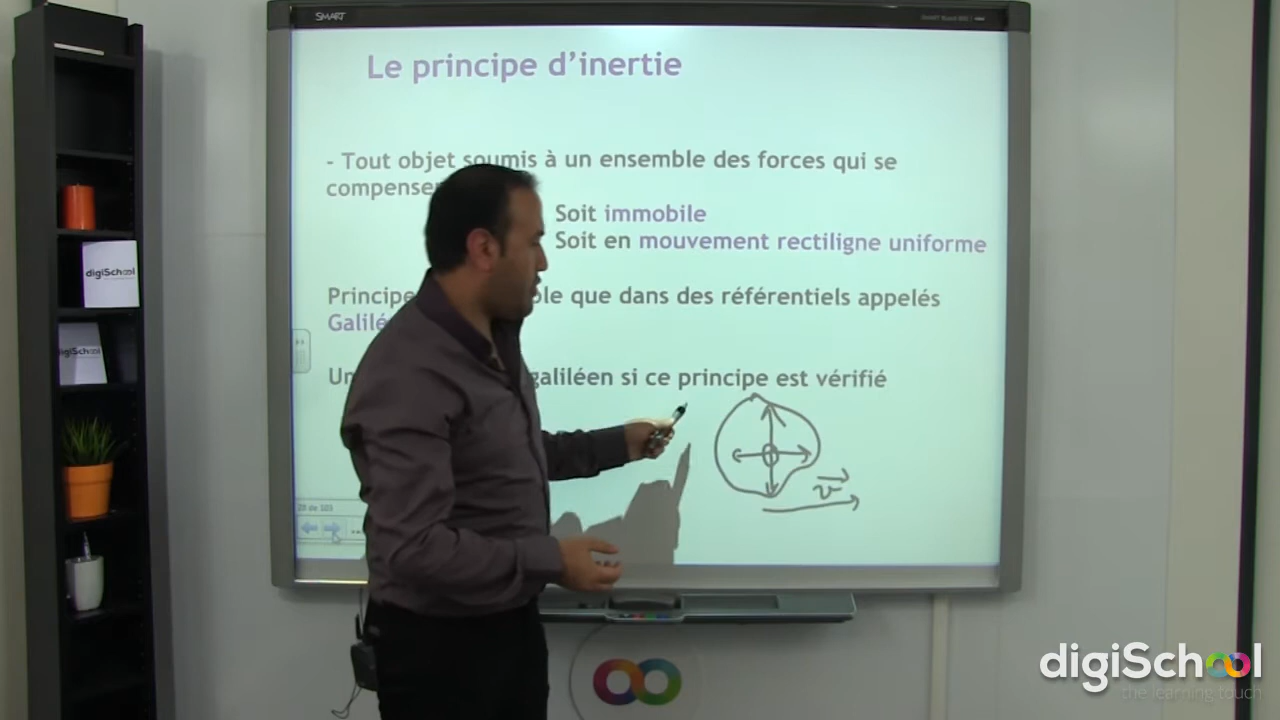 SMART
Le principe d'inertie
- Tout objet soumis à un ensemble des forces qui se
compensen
Soit immobile
Soit en mouvement rectiligne uniforme
Principe ble que dans des référentiels appelés
Galilé
Un galiléen si ce principe est vérifié
v
digiSchool
digiSchool
digiSchool
the learning touch